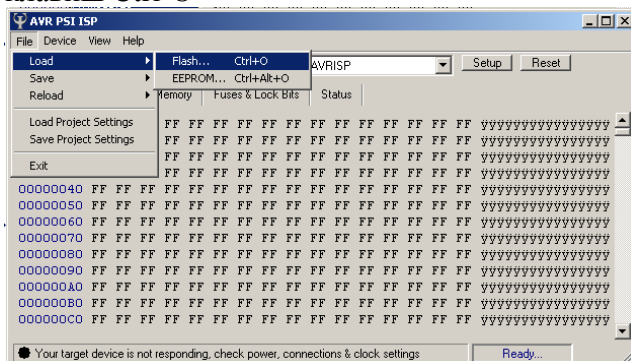 AVR PSI ISP
File Device View Help
Load
Flash... Ctrl+O
AVRISP
Setup Reset
Save
EEPROM... Ctrl+Alt+O
Reload
Memory Fuses & Lock Bits Status
Load Project Settings
FF FF FF FF FF FF FF FF FF FF FF FF FF ÿÿÿÿÿÿÿÿÿÿÿÿÿÿÿÿ
Save Project Settings
FF FF FF FF FF FF FF FF FF FF FF FF FF ÿÿÿÿÿÿÿÿÿÿÿÿÿÿÿÿ
FF FF FF FF FF FF FF FF FF FF FF FF FF ÿÿÿÿÿÿÿÿÿÿÿÿÿÿÿÿ
Exit
FF FF FF FF FF FF FF FF FF FF FF FF FF ÿÿÿÿÿÿÿÿÿÿÿÿÿÿÿÿ
00000040 FF FF FF FF FF FF FF FF FF FF FF FF FF FF FF FF ÿÿÿÿÿÿÿÿÿÿÿÿÿÿÿÿ
00000050 FF FF FF FF FF FF FF FF FF FF FF FF FF FF FF FF ÿÿÿÿÿÿÿÿÿÿÿÿÿÿÿÿ
00000060 FF FF FF FF FF FF FF FF FF FF FF FF FF FF FF FF ÿÿÿÿÿÿÿÿÿÿÿÿÿÿÿÿ
00000070 FF FF FF FF FF FF FF FF FF FF FF FF FF FF FF FF ÿÿÿÿÿÿÿÿÿÿÿÿÿÿÿÿ
00000080 FF FF FF FF FF FF FF FF FF FF FF FF FF FF FF FF ÿÿÿÿÿÿÿÿÿÿÿÿÿÿÿÿ
00000090 FF FF FF FF FF FF FF FF FF FF FF FF FF FF FF FF ÿÿÿÿÿÿÿÿÿÿÿÿÿÿÿÿ
000000A0 FF FF FF FF FF FF FF FF FF FF FF FF FF FF FF FF ÿÿÿÿÿÿÿÿÿÿÿÿÿÿÿÿ
000000B0 FF FF FF FF FF FF FF FF FF FF FF FF FF FF FF FF ÿÿÿÿÿÿÿÿÿÿÿÿÿÿÿÿ
000000C0 FF FF FF FF FF FF FF FF FF FF FF FF FF FF FF FF ÿÿÿÿÿÿÿÿÿÿÿÿÿÿÿÿ
Your target device is not responding, check power, connections & clock settings
Ready...